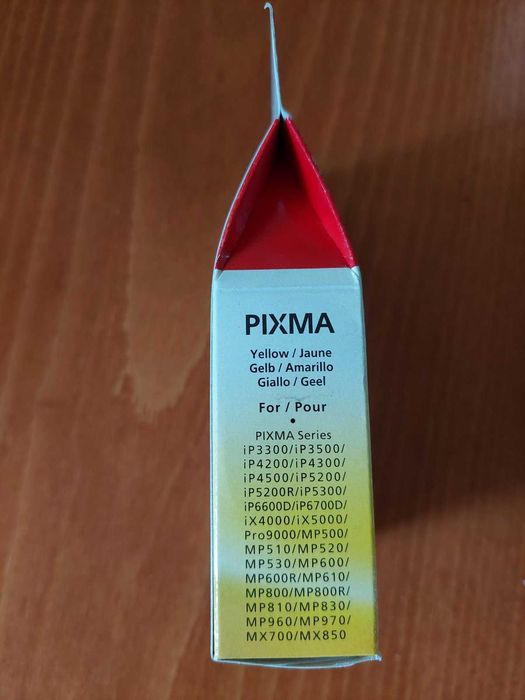 PIXMA
Yellow / Jaune
Gelb / Amarillo
Giallo / Geel
For / Pour
•
PIXMA Series
iP3300/iP3500/
iP4200/iP4300/
iP4500/iP5200/
iP5200R/iP5300/
iP6600D/iP6700D/
iX4000/iX5000/
Pro9000/MP500/
MP510/MP520/
MP530/MP600/
MP600R/MP610/
MP800/MP800R/
MP810/MP830/
MP960/MP970/
MX700/MX850